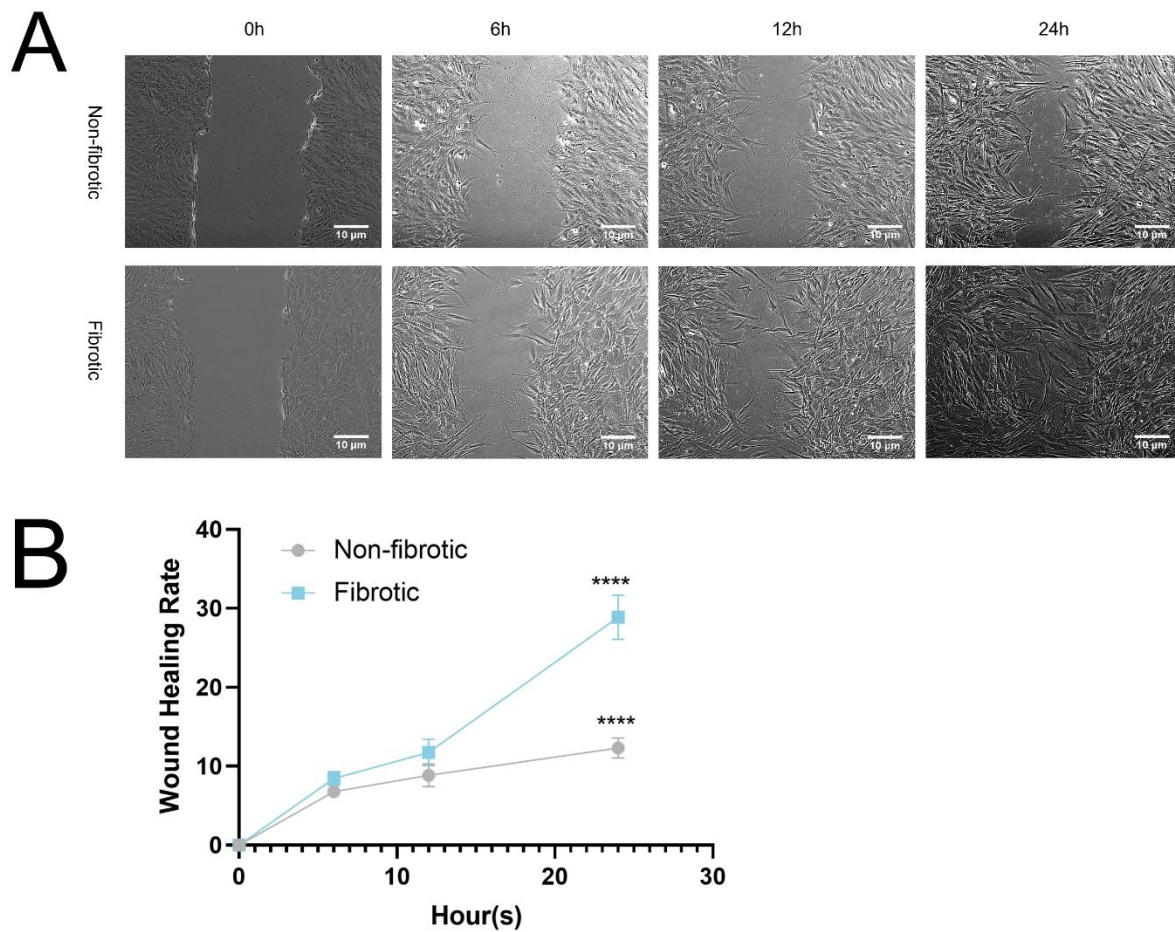 A
0h 6h 12h 24h
Non-fibrotic
10 µm 10 µm 10 µm 10 µm
Fibrotic
10 µm 10 µm 10 µm 10 µm
B
Wound Healing Rate
40
30
20
10
0
Non-fibrotic
Fibrotic
****
****
0 10 20 30
Hour(s)